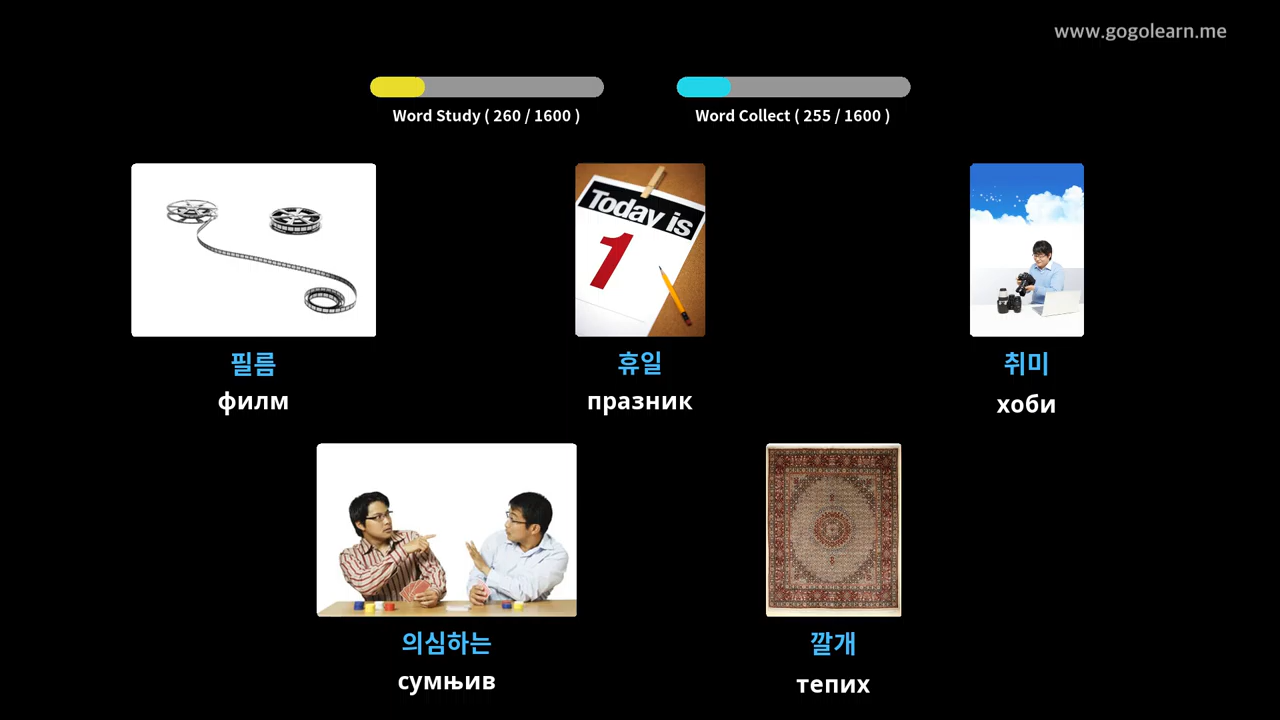 www.gogolearn.me
Word Study ( 260 / 1600 )
Word Collect ( 255 / 1600 )
Today is
1
필름
филм
휴일
празник
취미
хоби
의심하는
сумњив
깔개
тепих